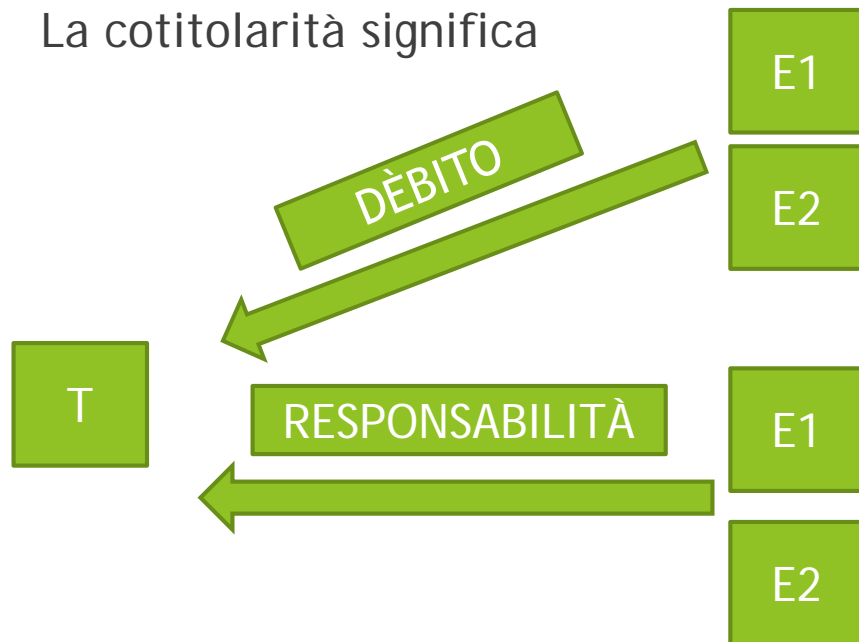 La cotitolarità significa
E1
DÈBITO
E2
T
RESPONSABILITÀ
E1
E2